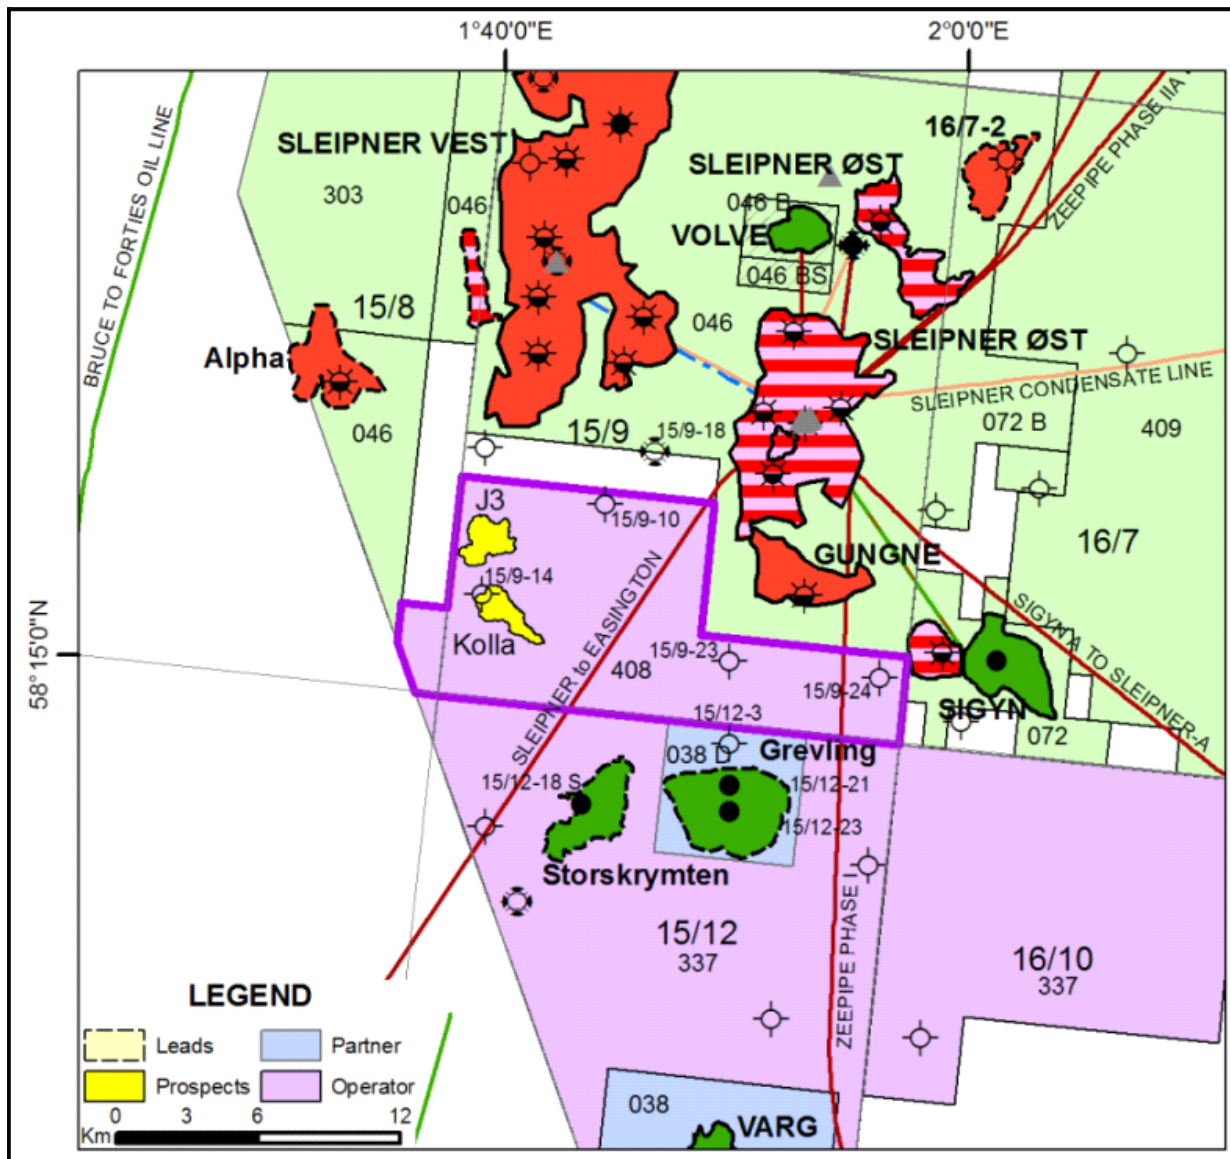 1°40'0"E
2°0'0"E
16/7-2
SLEIPNER VEST
SLEIPNER ØST
ZEEPIPE PHASE IIA
BRUCE TO FORTIES OIL LINE
303
046
046 B
VOLVE
046 BS
15/8
046
SLEIPNER ØST
Alpha
SLEIPNER CONDENSATE LINE
046
15/9
15/9-18
072 B
409
J3
15/9-10
GUNGNE
16/7
15/9-14
58°15'0"N
Kolla
SLEIPNER to EASINGTON
SIGYN A TO SLEIPNER-A
15/9-23
408
15/9-24
15/12-3
SIGYN
072
038 D
Grevling
15/12-18 S
15/12-21
15/12-23
Storskrymten
ZEEPIPE PHASE I
15/12
337
16/10
337
LEGEND
Leads
Partner
Prospects
Operator
0 3 6 12
Km
038
VARG